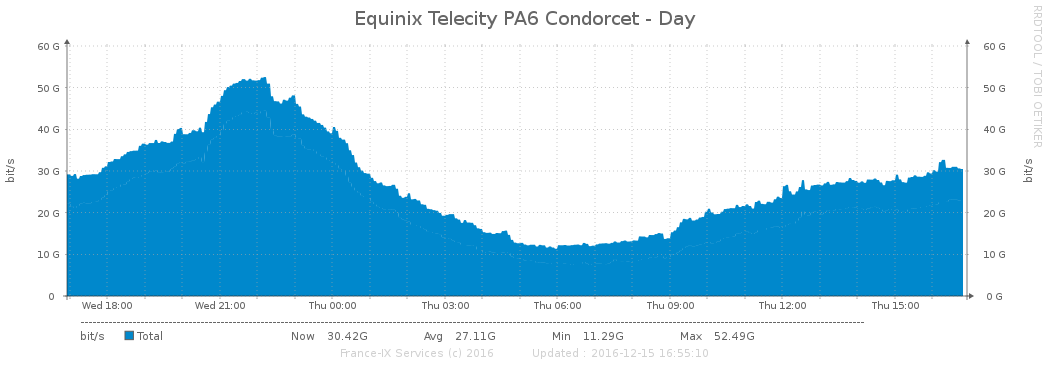 Equinix Telecity PA6 Condorcet - Day
RRDTOOL / TOBI OETIKER
60 G 60 G
50 G 50 G
40 G 40 G
30 G 30 G
20 G 20 G
10 G 10 G
0 0 G
bit/s bit/s
Wed 18:00 Wed 21:00 Thu 00:00 Thu 03:00 Thu 06:00 Thu 09:00 Thu 12:00 Thu 15:00
bit/s Total Now 30.42G Avg 27.11G Min 11.29G Max 52.49G
France-IX Services (c) 2016 Updated : 2016-12-15 16:55:10